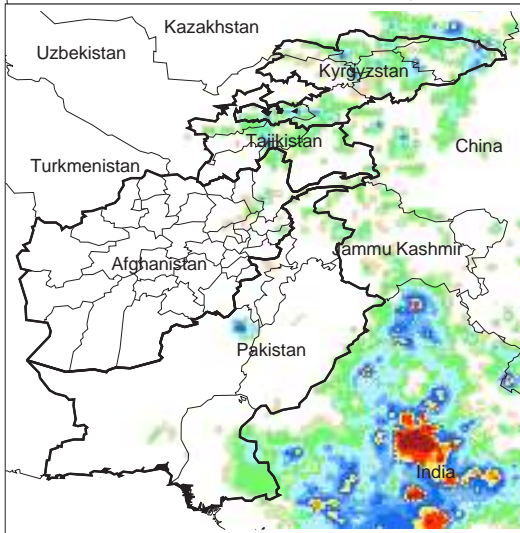 Kazakhstan
Uzbekistan
Kyrgyzstan
Tajikistan
China
Turkmenistan
Jammu Kashmir
Afghanistan
Pakistan
India